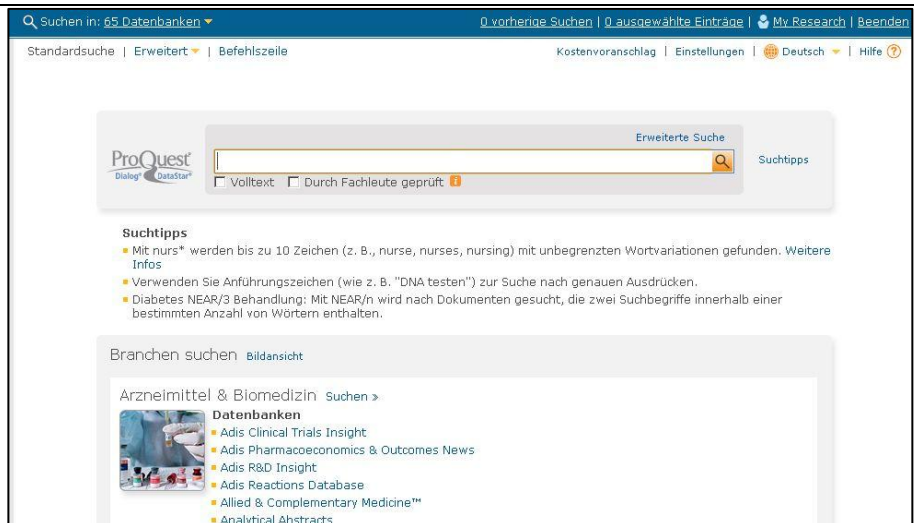 Suchen in: 65 Datenbanken
0 vorherige Suchen | 0 ausgewählte Einträge | My Research | Beenden
Standardsuche | Erweitert | Befehlszeile
Kostenvoranschlag | Einstellungen | Deutsch | Hilfe ?
Erweiterte Suche
ProQuest
Dialog® DataStar®
Suchtipps
Volltext Durch Fachleute geprüft i
Suchtipps
Mit nurs* werden bis zu 10 Zeichen (z. B., nurse, nurses, nursing) mit unbegrenzten Wortvariationen gefunden. Weitere
Infos
Verwenden Sie Anführungszeichen (wie z. B. "DNA testen") zur Suche nach genauen Ausdrücken.
Diabetes NEAR/3 Behandlung: Mit NEAR/n wird nach Dokumenten gesucht, die zwei Suchbegriffe innerhalb einer
bestimmten Anzahl von Wörtern enthalten.
Branchen suchen Bildansicht
Arzneimittel & Biomedizin Suchen »
Datenbanken
Adis Clinical Trials Insight
Adis Pharmacoeconomics & Outcomes News
Adis R&D Insight
Adis Reactions Database
Allied & Complementary Medicine™
Analytical Abstracts